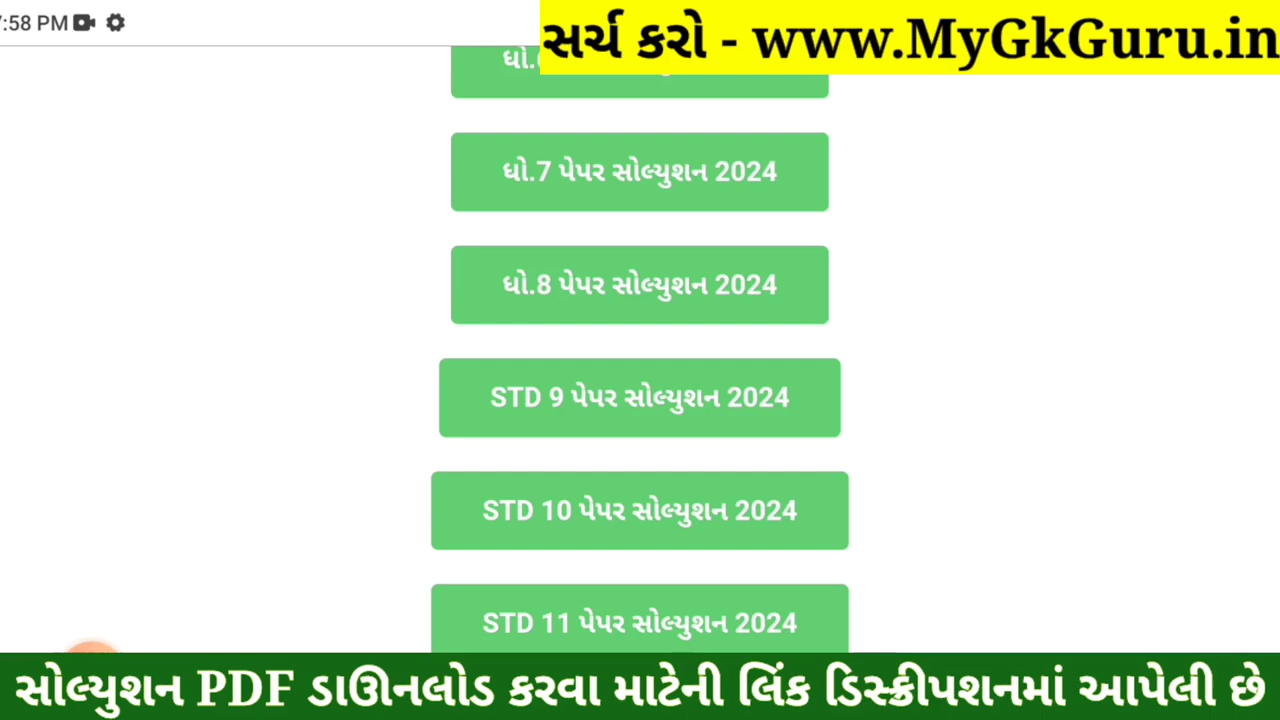 :58 PM
સર્ચ કરો - www.MyGkGuru.in
ધો.7 પેપર સોલ્યુશન 2024
ધો.8 પેપર સોલ્યુશન 2024
STD 9 પેપર સોલ્યુશન 2024
STD 10 પેપર સોલ્યુશન 2024
STD 11 પેપર સોલ્યુશન 2024
સોલ્યુશન PDF ડાઊનલોડ કરવા માટેની લિંક ડિસ્ક્રીપશનમાં આપેલી છે